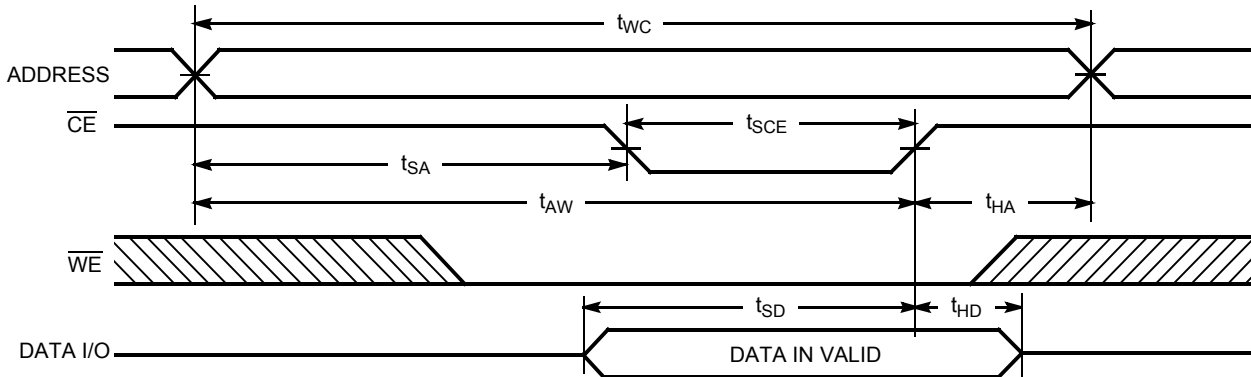 tWC
ADDRESS
CE
tSCE
tSA
tAW
tHA
WE
tSD
tHD
DATA I/O
DATA IN VALID